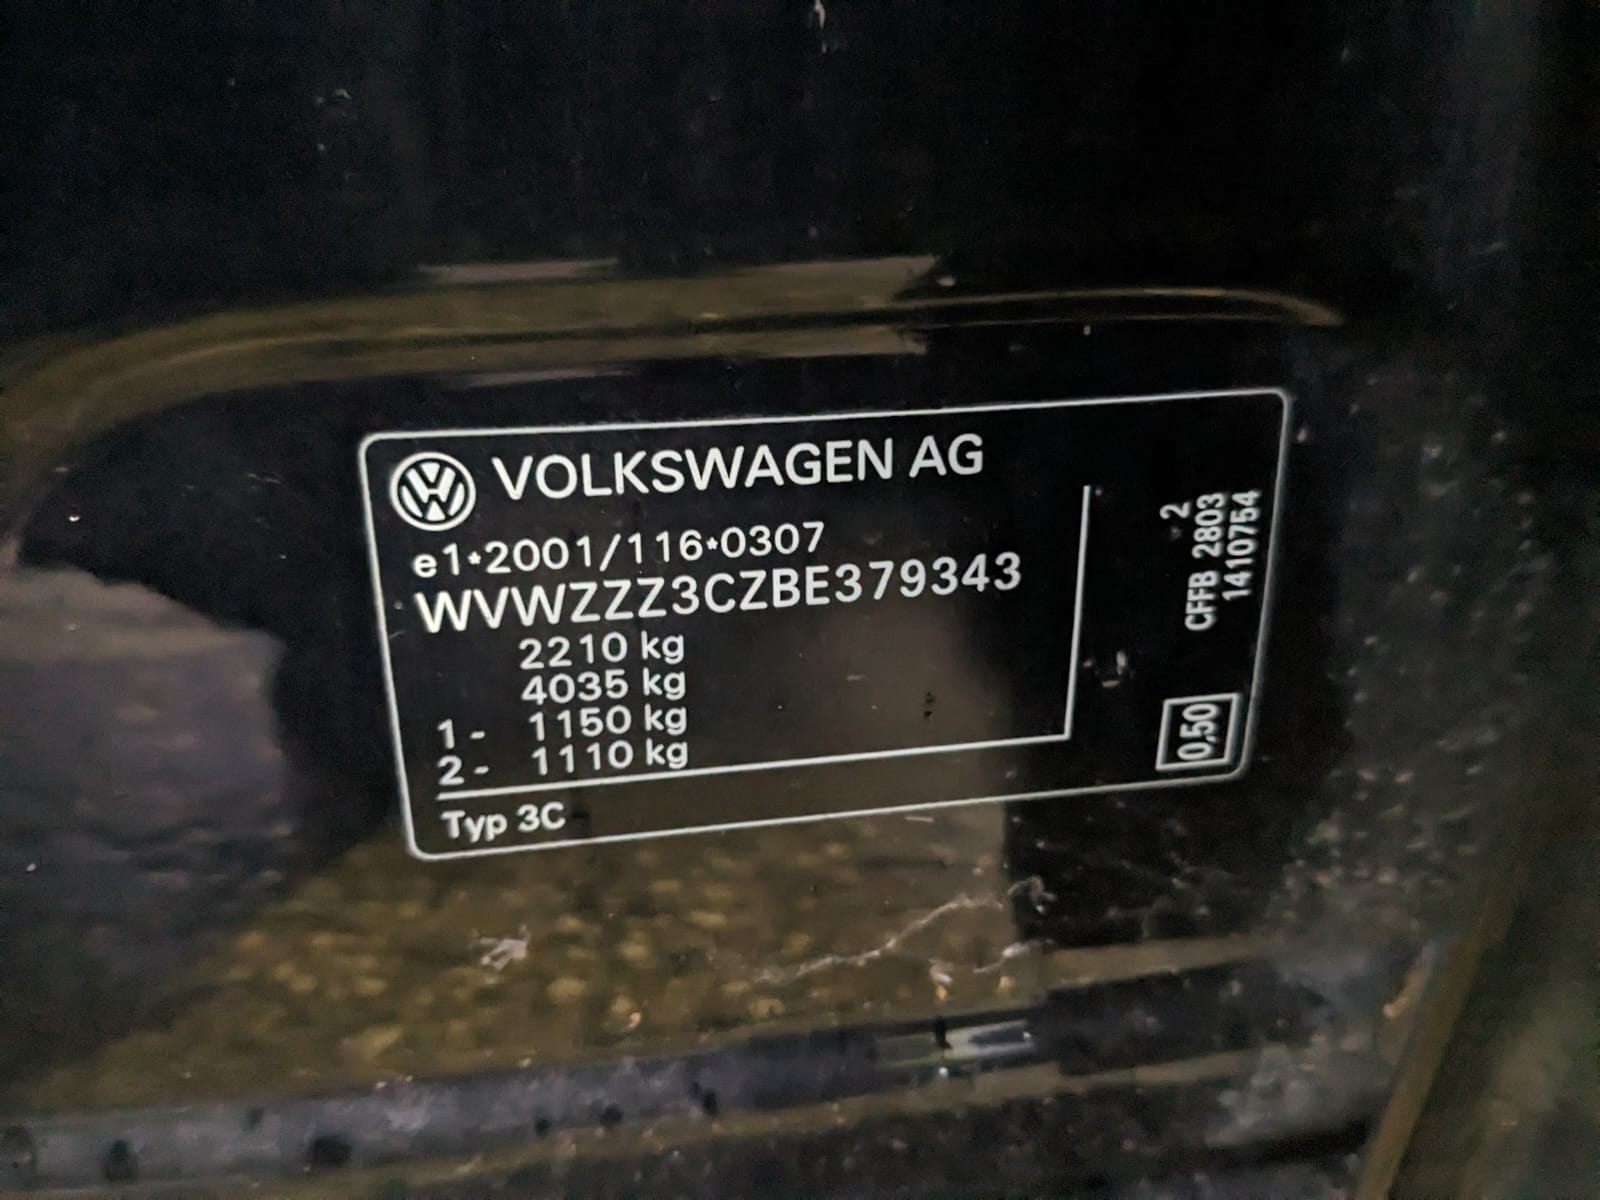 VOLKSWAGEN AG
e1*2001/116*0307
WVWZZZ3CZBE379343
2210 kg
4035 kg
1- 1150 kg
2- 1110 kg
Typ 3C
2
CFFB 2803
1410754
0,50